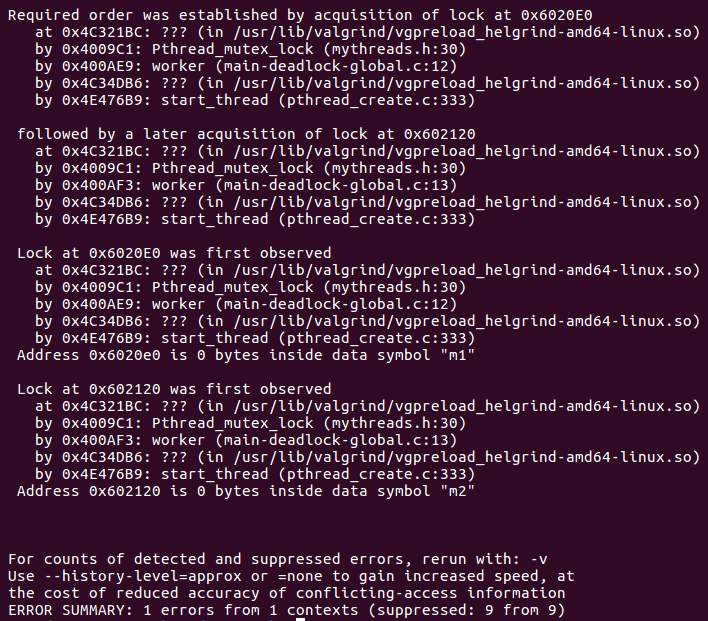 Required order was established by acquisition of lock at 0x6020E0
   at 0x4C321BC: ??? (in /usr/lib/valgrind/vgpreload_helgrind-amd64-linux.so)
   by 0x4009C1: Pthread_mutex_lock (mythreads.h:30)
   by 0x400AE9: worker (main-deadlock-global.c:12)
   by 0x4C34DB6: ??? (in /usr/lib/valgrind/vgpreload_helgrind-amd64-linux.so)
   by 0x4E476B9: start_thread (pthread_create.c:333)

 followed by a later acquisition of lock at 0x602120
   at 0x4C321BC: ??? (in /usr/lib/valgrind/vgpreload_helgrind-amd64-linux.so)
   by 0x4009C1: Pthread_mutex_lock (mythreads.h:30)
   by 0x400AF3: worker (main-deadlock-global.c:13)
   by 0x4C34DB6: ??? (in /usr/lib/valgrind/vgpreload_helgrind-amd64-linux.so)
   by 0x4E476B9: start_thread (pthread_create.c:333)

 Lock at 0x6020E0 was first observed
   at 0x4C321BC: ??? (in /usr/lib/valgrind/vgpreload_helgrind-amd64-linux.so)
   by 0x4009C1: Pthread_mutex_lock (mythreads.h:30)
   by 0x400AE9: worker (main-deadlock-global.c:12)
   by 0x4C34DB6: ??? (in /usr/lib/valgrind/vgpreload_helgrind-amd64-linux.so)
   by 0x4E476B9: start_thread (pthread_create.c:333)
 Address 0x6020e0 is 0 bytes inside data symbol "m1"

 Lock at 0x602120 was first observed
   at 0x4C321BC: ??? (in /usr/lib/valgrind/vgpreload_helgrind-amd64-linux.so)
   by 0x4009C1: Pthread_mutex_lock (mythreads.h:30)
   by 0x400AF3: worker (main-deadlock-global.c:13)
   by 0x4C34DB6: ??? (in /usr/lib/valgrind/vgpreload_helgrind-amd64-linux.so)
   by 0x4E476B9: start_thread (pthread_create.c:333)
 Address 0x602120 is 0 bytes inside data symbol "m2"

For counts of detected and suppressed errors, rerun with: -v
Use --history-level=approx or =none to gain increased speed, at
the cost of reduced accuracy of conflicting-access information
ERROR SUMMARY: 1 errors from 1 contexts (suppressed: 9 from 9)